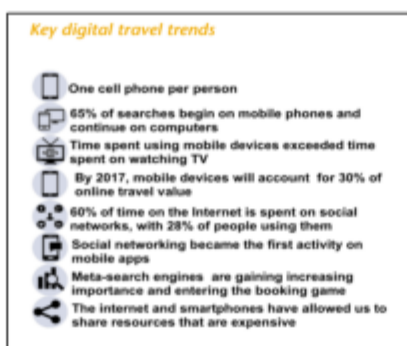 Key digital travel trends
One cell phone per person
65% of searches begin on mobile phones and
continue on computers
Time spent using mobile devices exceeded time
spent on watching TV
By 2017, mobile devices will account for 30% of
online travel value
60% of time on the Internet is spent on social
networks, with 28% of people using them
Social networking became the first activity on
mobile apps
Meta-search engines are gaining increasing
importance and entering the booking game
The internet and smartphones have allowed us to
share resources that are expensive